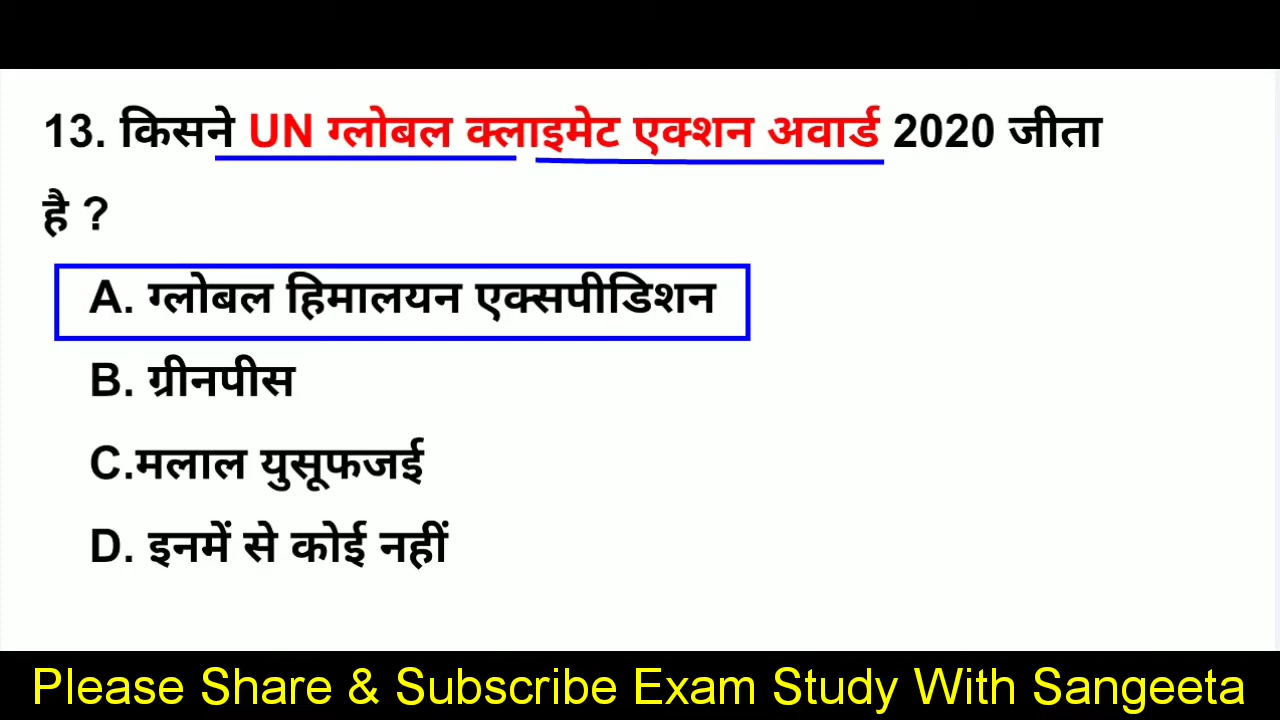 13. किसने UN ग्लोबल क्लाइमेट एक्शन अवार्ड 2020 जीता
है ?
A. ग्लोबल हिमालयन एक्सपीडिशन
B. ग्रीनपीस
C.मलाल युसूफजई
D. इनमें से कोई नहीं
Please Share & Subscribe Exam Study With Sangeeta